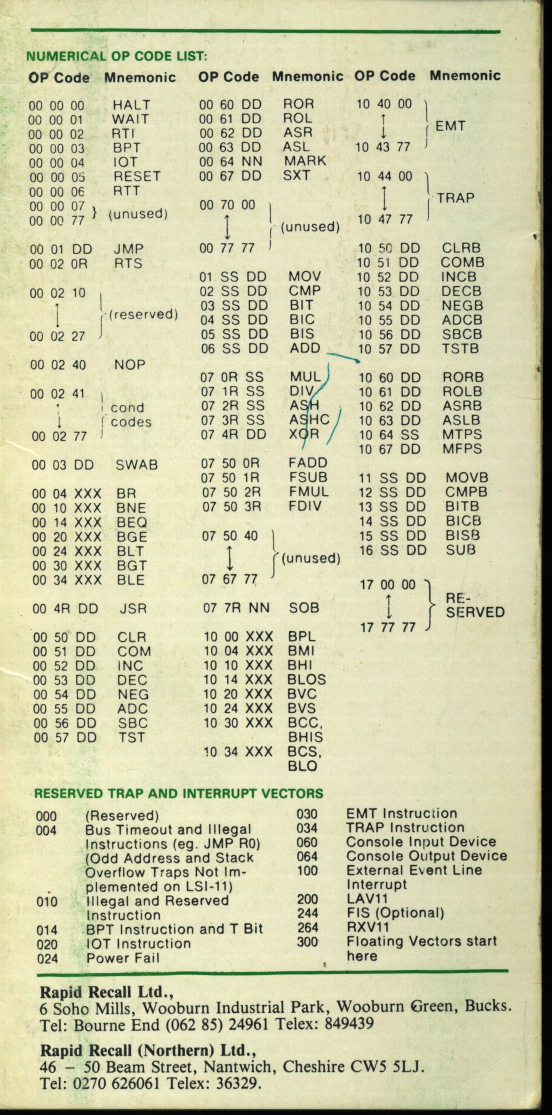 NUMERICAL OP CODE LIST:
OP Code Mnemonic
00 00 00 HALT
00 00 01 WAIT
00 00 02 RTI
00 00 03 BPT
00 00 04 IOT
00 00 05 RESET
00 00 06 RTT
00 00 07
00 00 77 } (unused)
00 01 DD JMP
00 02 0R RTS
00 02 10
↕ } (reserved)
00 02 27
00 02 40 NOP
00 02 41
↕ } cond
codes
00 02 77
00 03 DD SWAB
00 04 XXX BR
00 10 XXX BNE
00 14 XXX BEQ
00 20 XXX BGE
00 24 XXX BLT
00 30 XXX BGT
00 34 XXX BLE
00 4R DD JSR
00 50 DD CLR
00 51 DD COM
00 52 DD INC
00 53 DD DEC
00 54 DD NEG
00 55 DD ADC
00 56 DD SBC
00 57 DD TST
OP Code Mnemonic
00 60 DD ROR
00 61 DD ROL
00 62 DD ASR
00 63 DD ASL
00 64 NN MARK
00 67 DD SXT
00 70 00
↕ } (unused)
00 77 77
01 SS DD MOV
02 SS DD CMP
03 SS DD BIT
04 SS DD BIC
05 SS DD BIS
06 SS DD ADD
07 0R SS MUL
07 1R SS DIV
07 2R SS ASH
07 3R SS ASHC
07 4R DD XOR
07 50 0R FADD
07 50 1R FSUB
07 50 2R FMUL
07 50 3R FDIV
07 50 40
↕ } (unused)
07 67 77
07 7R NN SOB
10 00 XXX BPL
10 04 XXX BMI
10 10 XXX BHI
10 14 XXX BLOS
10 20 XXX BVC
10 24 XXX BVS
10 30 XXX BCC,
BHIS
10 34 XXX BCS,
BLO
OP Code Mnemonic
10 40 00
↕ } EMT
10 43 77
10 44 00
↕ } TRAP
10 47 77
10 50 DD CLRB
10 51 DD COMB
10 52 DD INCB
10 53 DD DECB
10 54 DD NEGB
10 55 DD ADCB
10 56 DD SBCB
10 57 DD TSTB
10 60 DD RORB
10 61 DD ROLB
10 62 DD ASRB
10 63 DD ASLB
10 64 SS MTPS
10 67 DD MFPS
11 SS DD MOVB
12 SS DD CMPB
13 SS DD BITB
14 SS DD BICB
15 SS DD BISB
16 SS DD SUB
17 00 00
↕ } RE-
SERVED
17 77 77
RESERVED TRAP AND INTERRUPT VECTORS
000 (Reserved)
004 Bus Timeout and Illegal
Instructions (eg. JMP R0)
(Odd Address and Stack
Overflow Traps Not Im-
plemented on LSI-11)
010 Illegal and Reserved
Instruction
014 BPT Instruction and T Bit
020 IOT Instruction
024 Power Fail
030 EMT Instruction
034 TRAP Instruction
060 Console Input Device
064 Console Output Device
100 External Event Line
Interrupt
200 LAV11
244 FIS (Optional)
264 RXV11
300 Floating Vectors start
here
Rapid Recall Ltd.,
6 Soho Mills, Wooburn Industrial Park, Wooburn Green, Bucks.
Tel: Bourne End (062 85) 24961 Telex: 849439
Rapid Recall (Northern) Ltd.,
46 – 50 Beam Street, Nantwich, Cheshire CW5 5LJ.
Tel: 0270 626061 Telex: 36329.